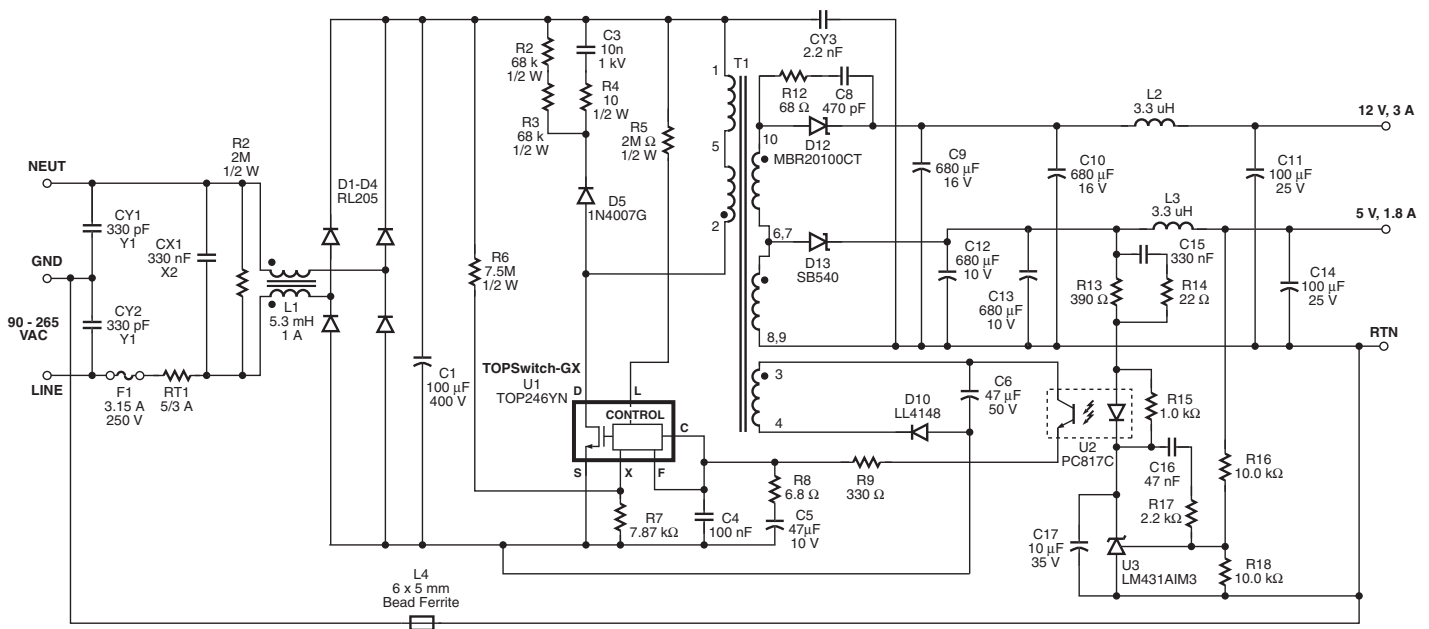 NEUT
GND
90 - 265
VAC
LINE
CY1
330 pF
Y1
CY2
330 pF
Y1
F1
3.15 A
250 V
RT1
5/3 A
CX1
330 nF
X2
R2
2M
1/2 W
L1
5.3 mH
1 A
D1-D4
RL205
C1
100 µF
400 V
R6
7.5M
1/2 W
R2
68 k
1/2 W
R3
68 k
1/2 W
C3
10n
1 kV
R4
10
1/2 W
D5
1N4007G
R5
2M Ω
1/2 W
TOPSwitch-GX
U1
TOP246YN
D
L
CONTROL
C
S
X
F
R7
7.87 kΩ
C4
100 nF
R8
6.8 Ω
C5
47µF
10 V
R9
330 Ω
L4
6 x 5 mm
Bead Ferrite
T1
1
5
2
10
6,7
8,9
3
4
CY3
2.2 nF
R12
68 Ω
C8
470 pF
D12
MBR20100CT
D13
SB540
D10
LL4148
C6
47 µF
50 V
C9
680 µF
16 V
C10
680 µF
16 V
L2
3.3 uH
C11
100 µF
25 V
12 V, 3 A
C12
680 µF
10 V
C13
680 µF
10 V
L3
3.3 uH
C15
330 nF
R13
390 Ω
R14
22 Ω
C14
100 µF
25 V
5 V, 1.8 A
RTN
U2
PC817C
R15
1.0 kΩ
C16
47 nF
R17
2.2 kΩ
R16
10.0 kΩ
C17
10 µF
35 V
U3
LM431AIM3
R18
10.0 kΩ